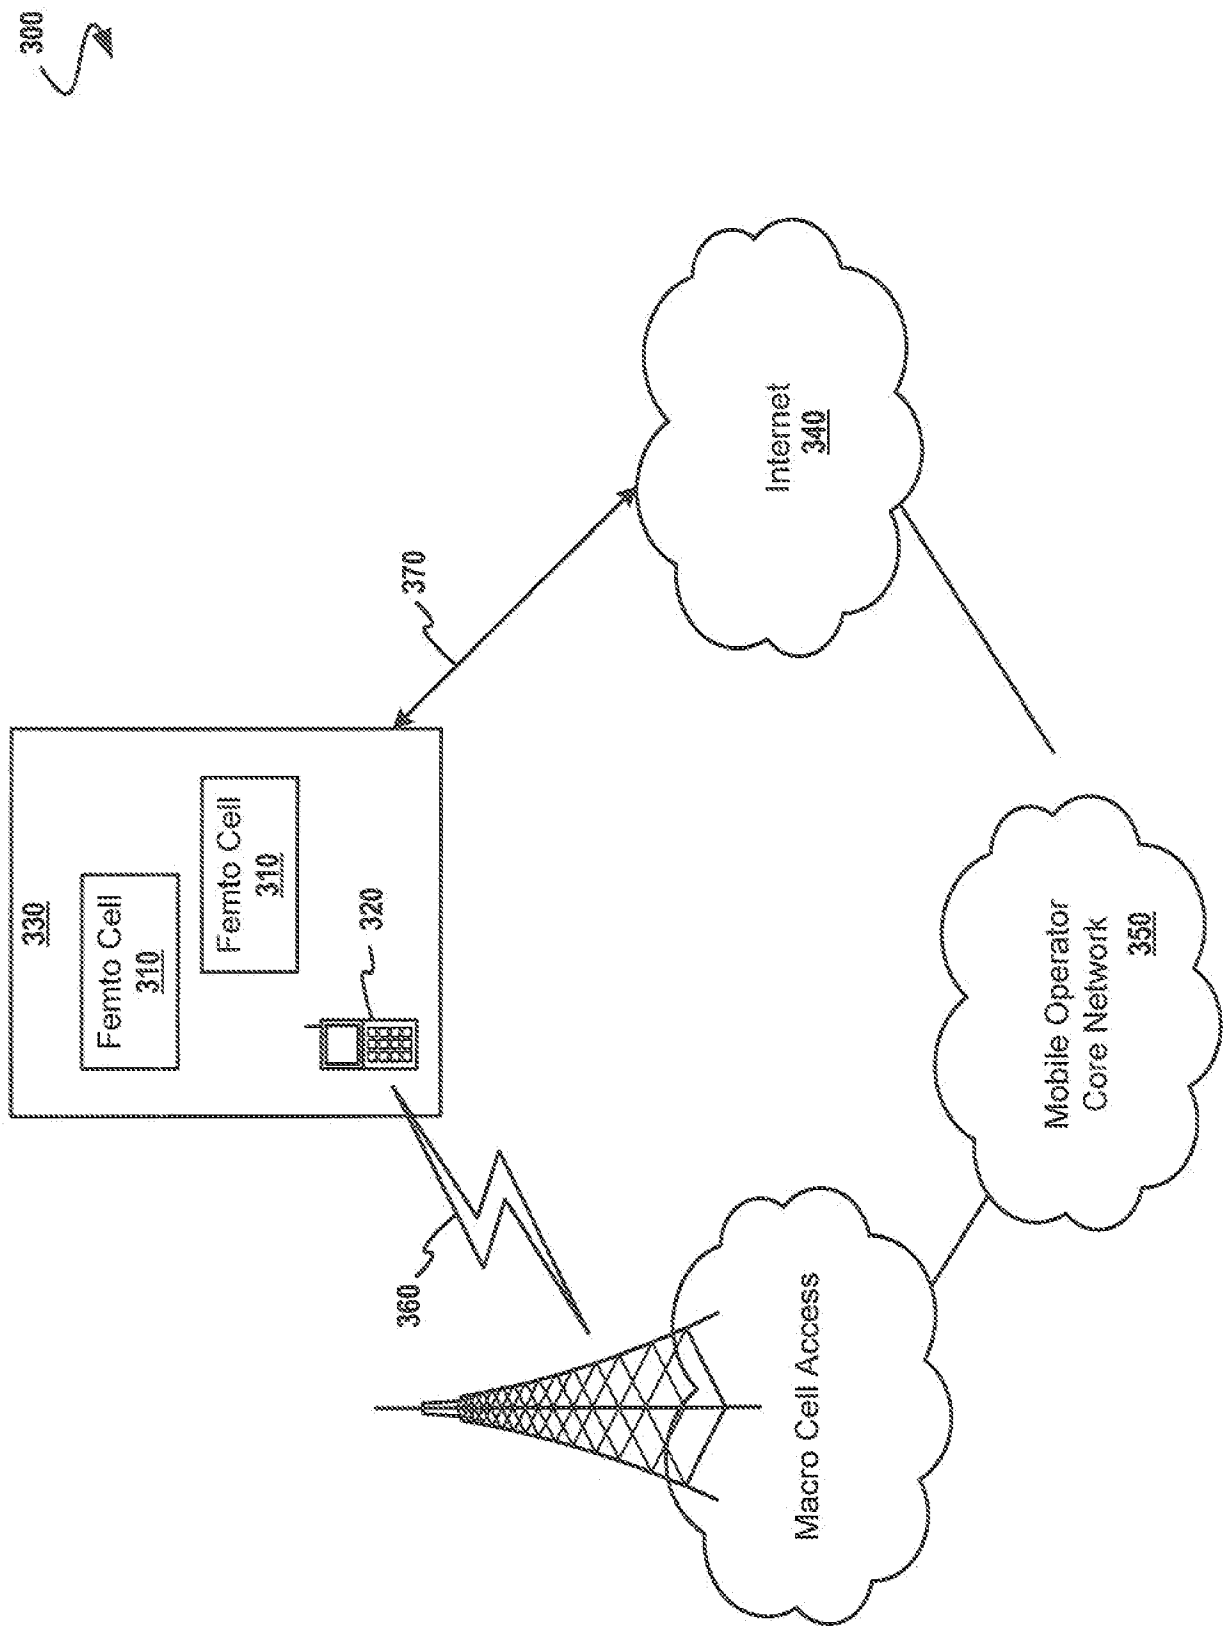 300
330
Femto Cell
310
Femto Cell
310
320
360
370
Macro Cell Access
Internet
340
Mobile Operator
Core Network
350